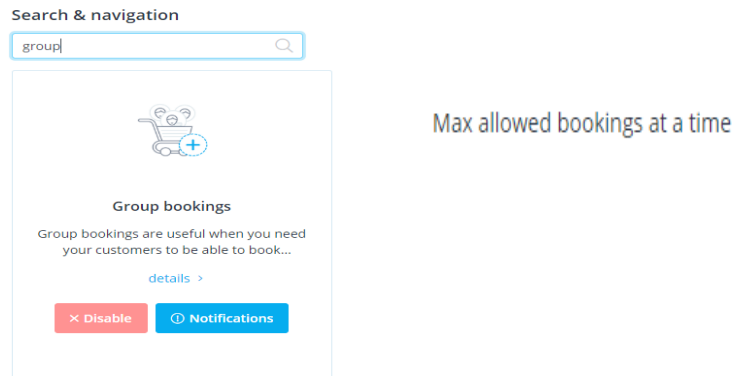 Search & navigation
group
Max allowed bookings at a time
Group bookings
Group bookings are useful when you need
your customers to be able to book...
details >
× Disable
Notifications